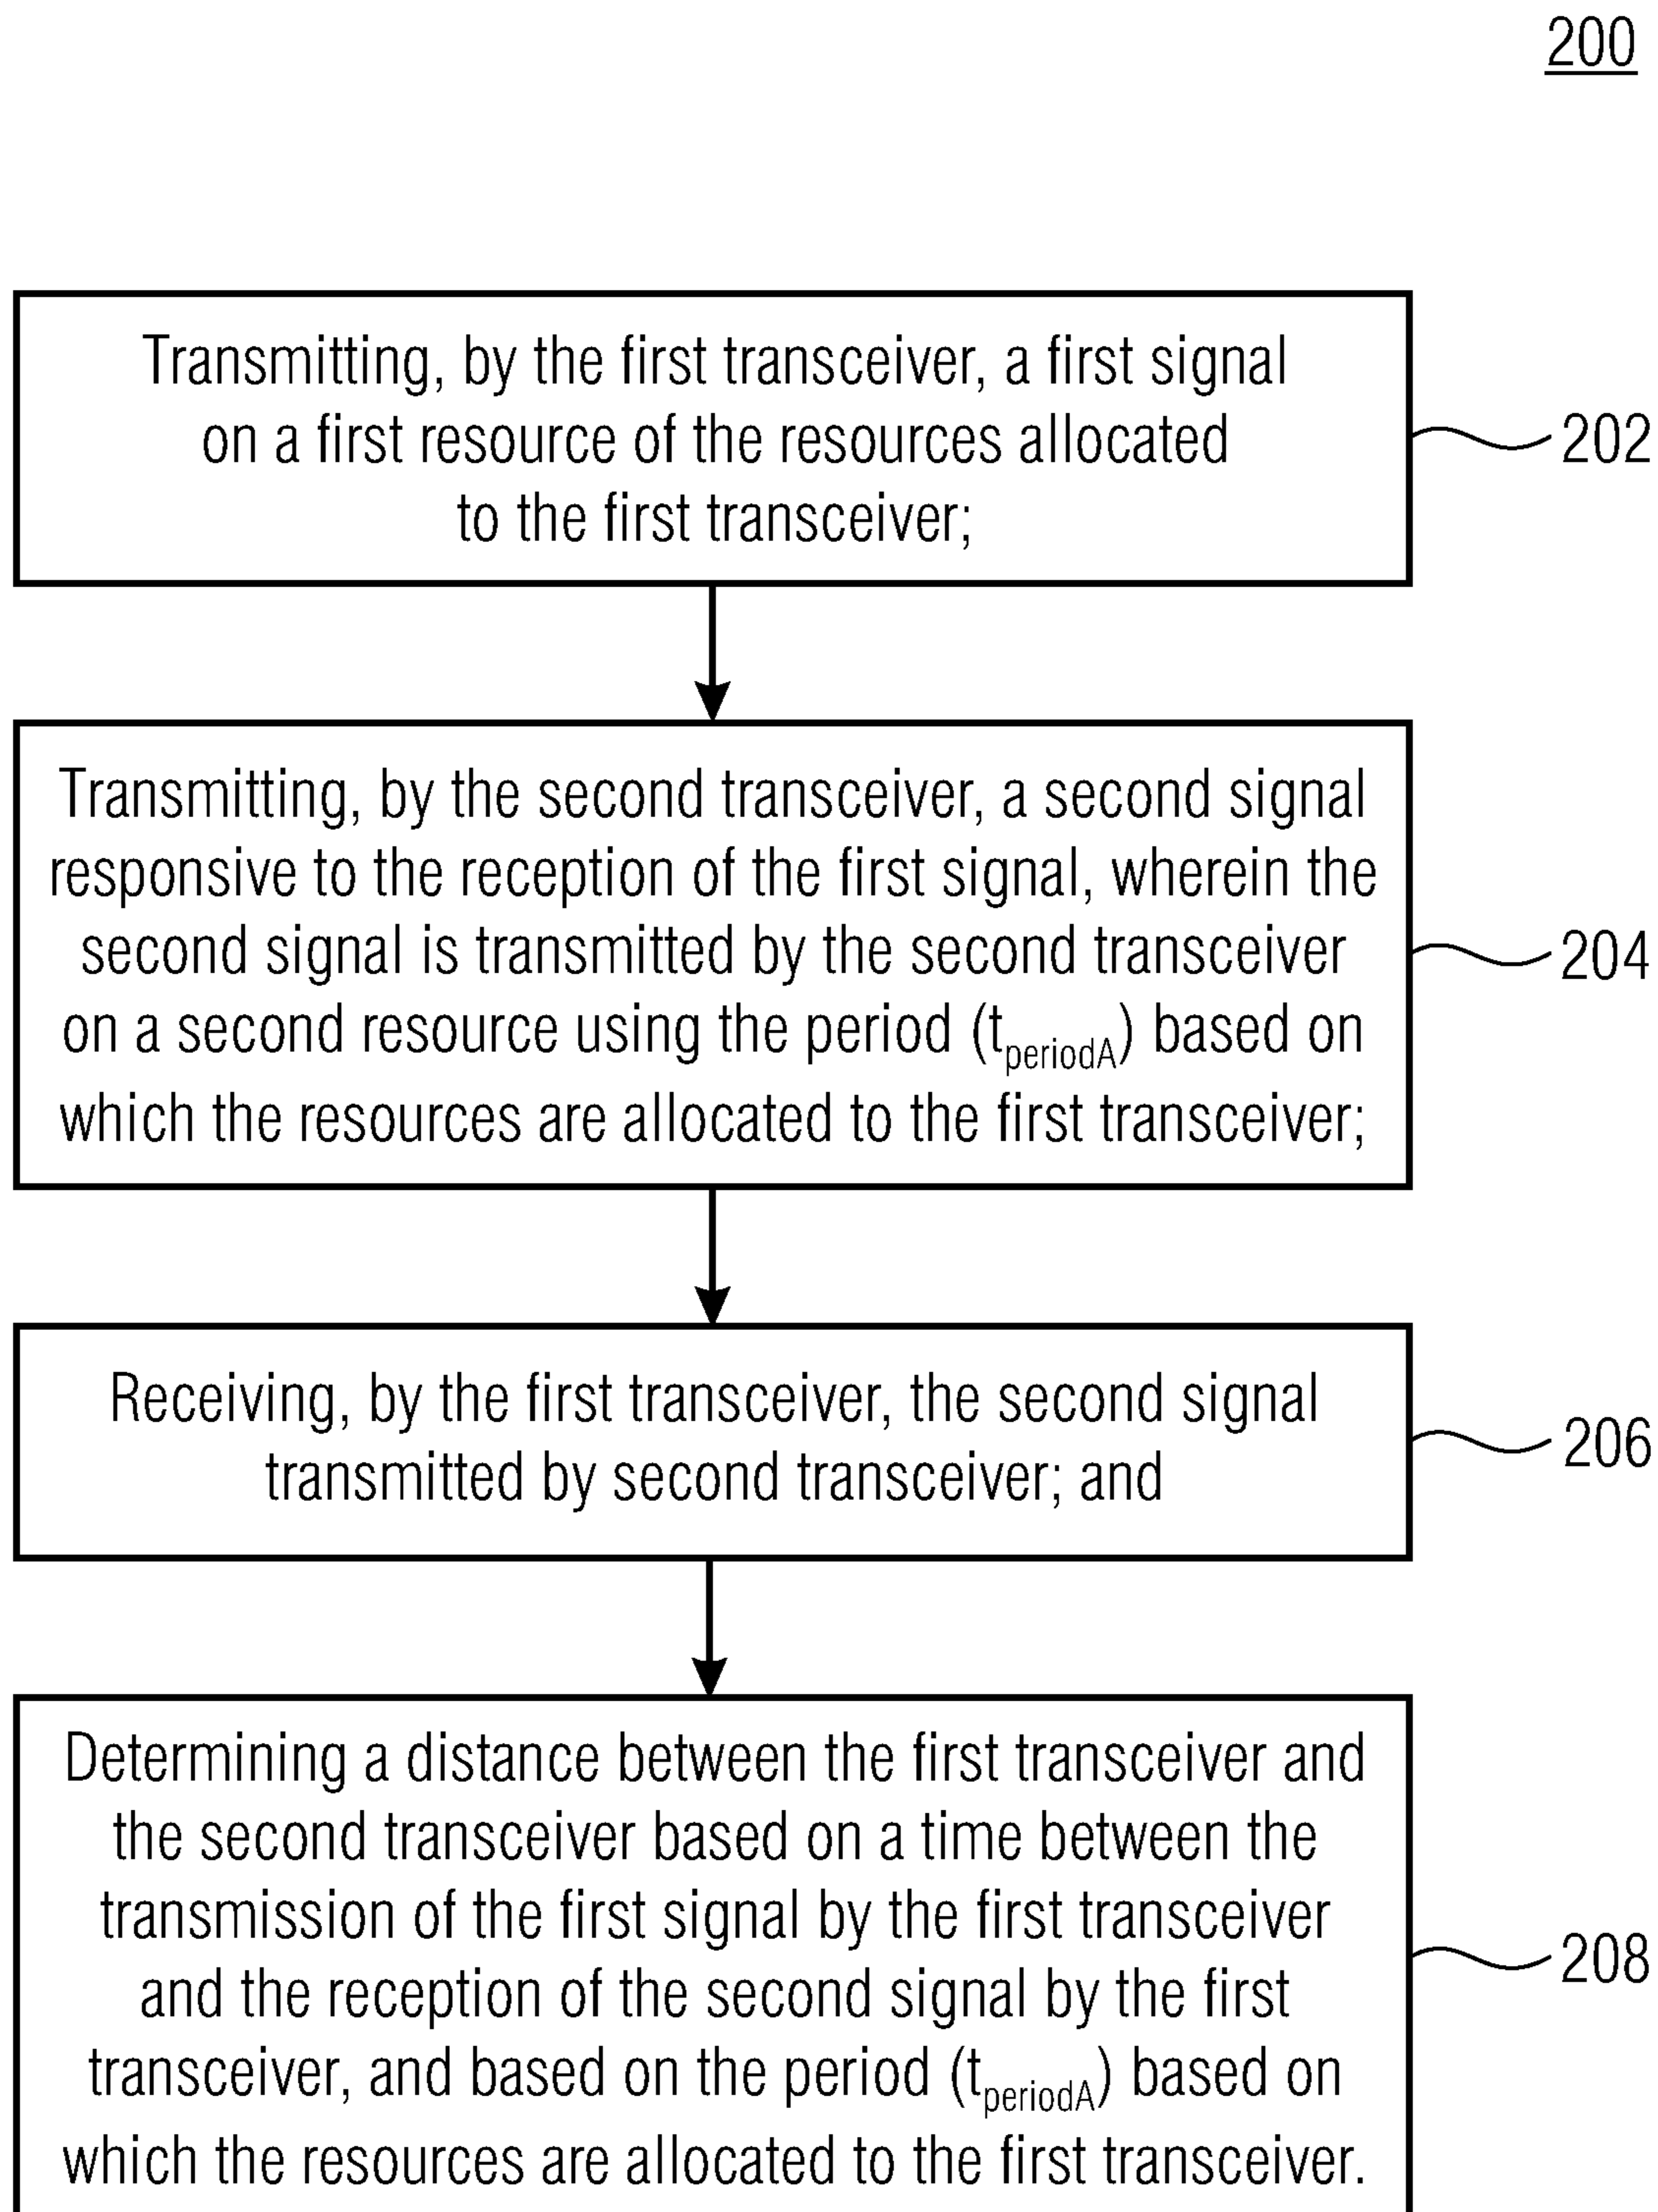 200
Transmitting, by the first transceiver, a first signal
on a first resource of the resources allocated
to the first transceiver;
202
Transmitting, by the second transceiver, a second signal
responsive to the reception of the first signal, wherein the
second signal is transmitted by the second transceiver
on a second resource using the period (tperiodA) based on
which the resources are allocated to the first transceiver;
204
Receiving, by the first transceiver, the second signal
transmitted by second transceiver; and
206
Determining a distance between the first transceiver and
the second transceiver based on a time between the
transmission of the first signal by the first transceiver
and the reception of the second signal by the first
transceiver, and based on the period (tperiodA) based on
which the resources are allocated to the first transceiver.
208